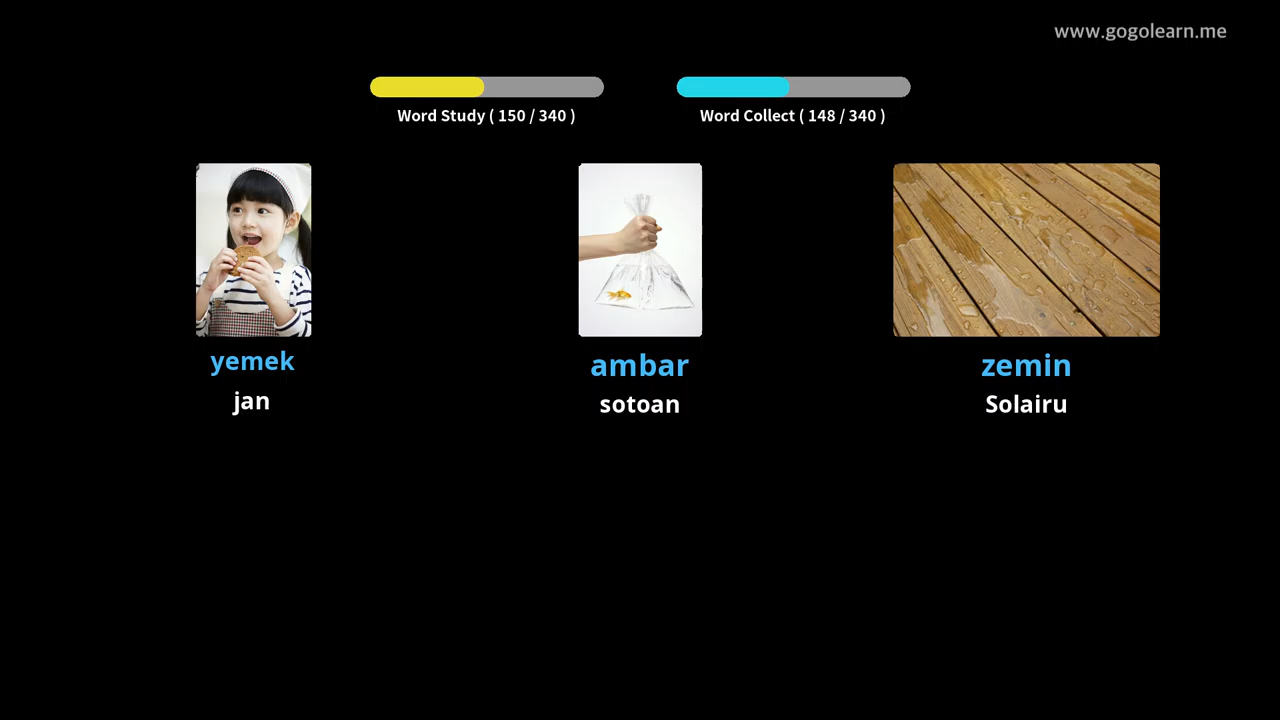 www.gogolearn.me
Word Study ( 150 / 340 )
Word Collect ( 148 / 340 )
yemek
jan
ambar
sotoan
zemin
Solairu